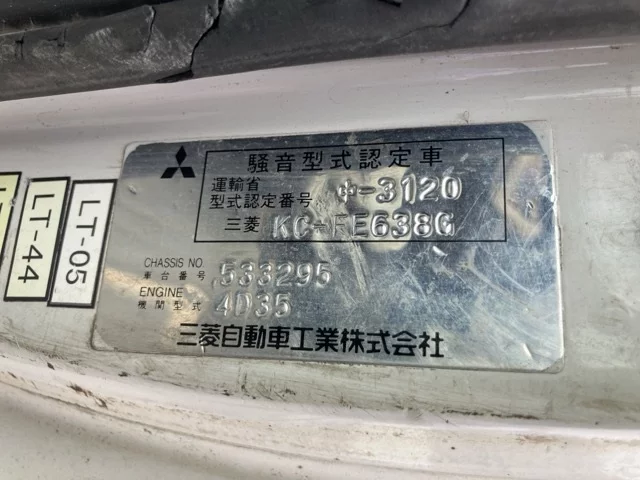 騒音型式認定車
運輸省
型式認定番号 中-3120
三菱 KC-FE638G
CHASSIS NO
車台番号 533295
ENGINE
機関型式 4D35
三菱自動車工業株式会社
LT-44
LT-05